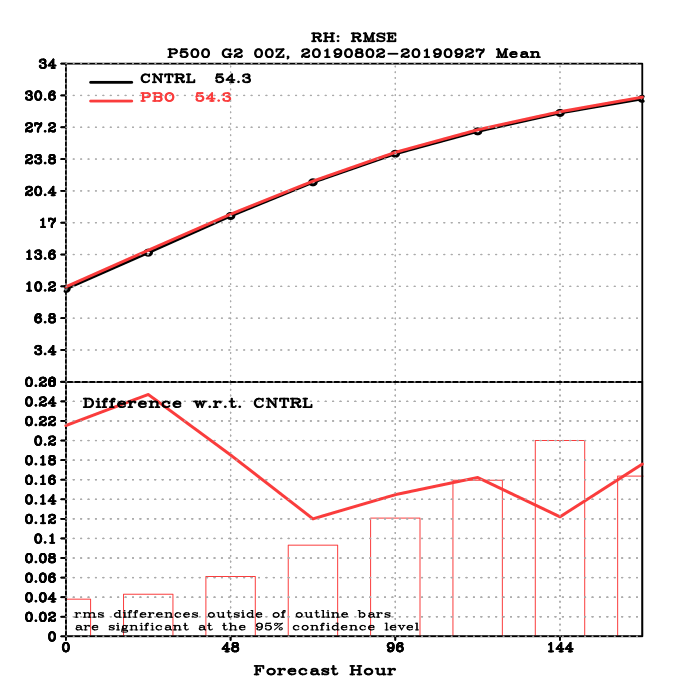 RH: RMSE
P500 G2 00Z, 20190802-20190927 Mean
34
CNTRL 54.3
30.6
PBO 54.3
27.2
23.8
20.4
17
13.6
10.2
6.8
3.4
0.26
0.24
Difference w.r.t. CNTRL
0.22
0.2
0.18
0.16
0.14
0.12
0.1
0.08
0.06
0.04
0.02
rms differences outside of outline bars
are significant at the 95% confidence level
0
0 48 96 144
Forecast Hour